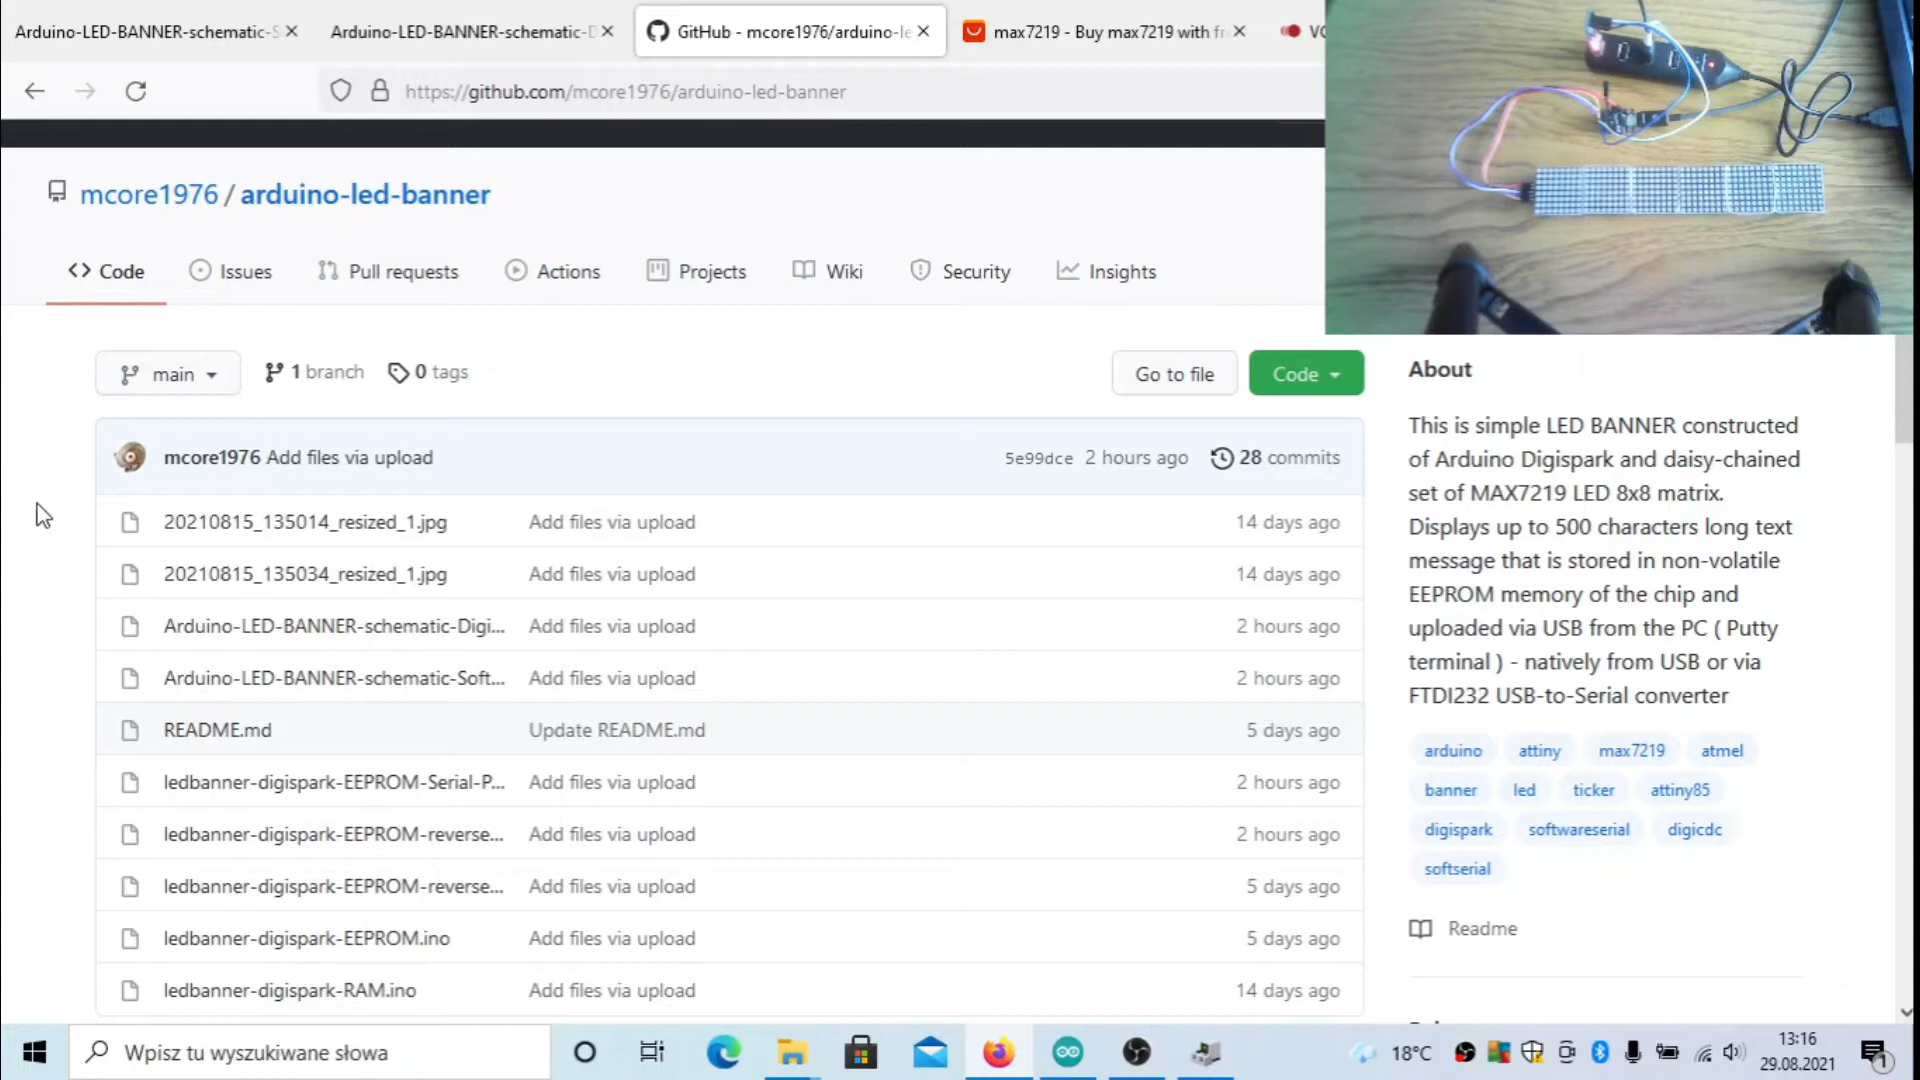 Arduino-LED-BANNER-schematic-S
Arduino-LED-BANNER-schematic-D
GitHub - mcore1976/arduino-le
max7219 - Buy max7219 with fr
https://github.com/mcore1976/arduino-led-banner
mcore1976 / arduino-led-banner
Code
Issues
Pull requests
Actions
Projects
Wiki
Security
Insights
main
1 branch
0 tags
Go to file
Code
mcore1976 Add files via upload 5e99dce 2 hours ago 28 commits
20210815_135014_resized_1.jpg Add files via upload 14 days ago
20210815_135034_resized_1.jpg Add files via upload 14 days ago
Arduino-LED-BANNER-schematic-Digi... Add files via upload 2 hours ago
Arduino-LED-BANNER-schematic-Soft... Add files via upload 2 hours ago
README.md Update README.md 5 days ago
ledbanner-digispark-EEPROM-Serial-P... Add files via upload 2 hours ago
ledbanner-digispark-EEPROM-reverse... Add files via upload 2 hours ago
ledbanner-digispark-EEPROM-reverse... Add files via upload 5 days ago
ledbanner-digispark-EEPROM.ino Add files via upload 5 days ago
ledbanner-digispark-RAM.ino Add files via upload 14 days ago
About
This is simple LED BANNER constructed
of Arduino Digispark and daisy-chained
set of MAX7219 LED 8x8 matrix.
Displays up to 500 characters long text
message that is stored in non-volatile
EEPROM memory of the chip and
uploaded via USB from the PC ( Putty
terminal ) - natively from USB or via
FTDI232 USB-to-Serial converter
arduino attiny max7219 atmel
banner led ticker attiny85
digispark softwareserial digicdc
softserial
Readme
Wpisz tu wyszukiwane słowa
18°C
13:16
29.08.2021
1